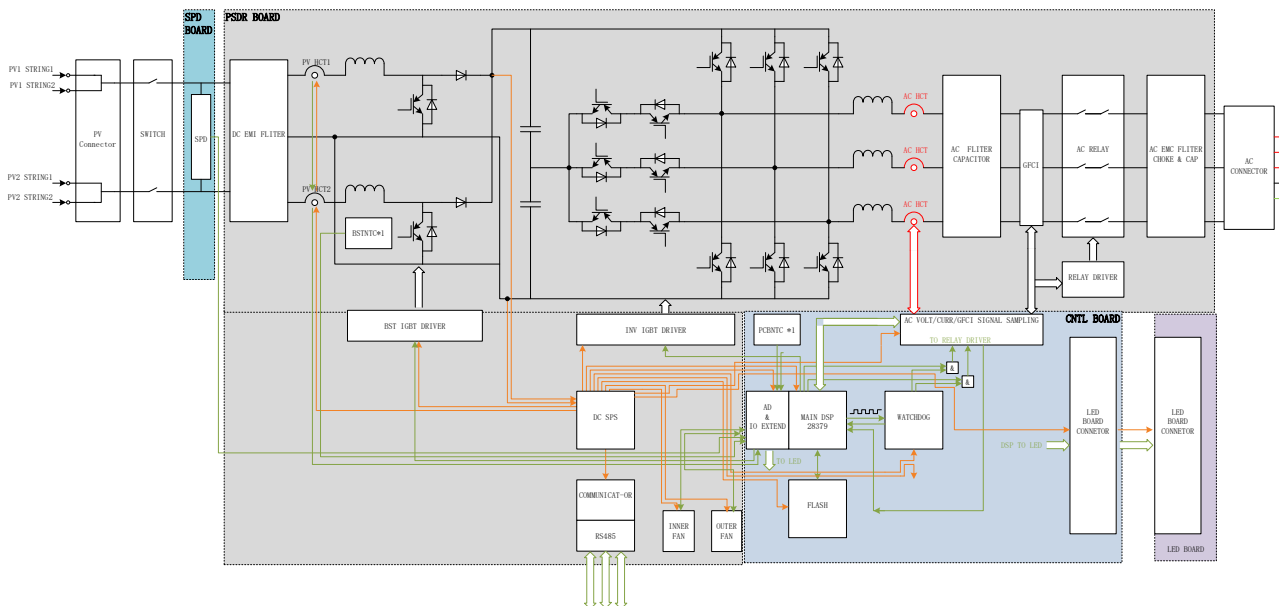 SPD
BOARD
PSDR BOARD
PV1 STRING1
PV1 STRING2
PV2 STRING1
PV2 STRING2
PV
Connector
SWITCH
SPD
DC EMI FLITER
PV HCT1
PV HCT2
BSTNTC*1
AC HCT
AC HCT
AC HCT
AC FLITER
CAPACITOR
GFCI
AC RELAY
AC EMC FLITER
CHOKE & CAP
AC
CONNECTOR
RELAY DRIVER
BST IGBT DRIVER
INV IGBT DRIVER
PCBNTC *1
AC VOLT/CURR/GFCI SIGNAL SAMPLING
CNTL BOARD
TO RELAY DRIVER
&
&
DC SPS
AD
&
IO EXTEND
MAIN DSP
28379
WATCHDOG
LED
BOARD
CONNETOR
LED
BOARD
CONNETOR
DSP TO LED
TO LED
COMMUNICAT-OR
RS485
INNER
FAN
OUTER
FAN
FLASH
LED BOARD